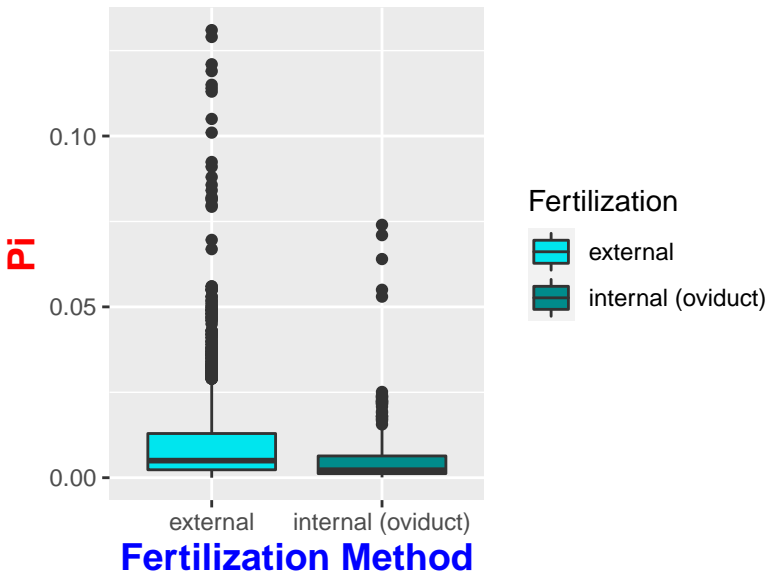 Pi
0.10
0.05
0.00
external
internal (oviduct)
Fertilization Method
Fertilization
external
internal (oviduct)